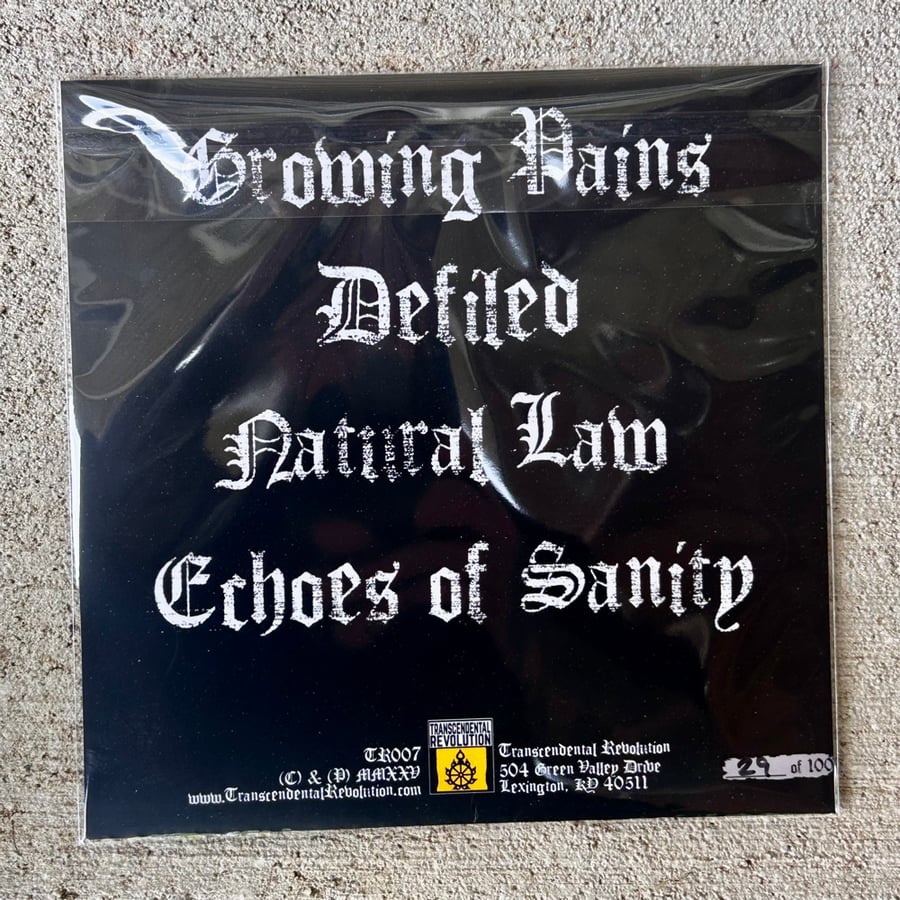 Growing Pains
Defiled
Natural Law
Echoes of Sanity
TR007
(C) & (P) MMXXV
www.TranscendentalRevolution.com
TRANSCENDENTAL
REVOLUTION
Transcendental Revolution
504 Green Valley Drive
Lexington, KY 40511
29 of 100